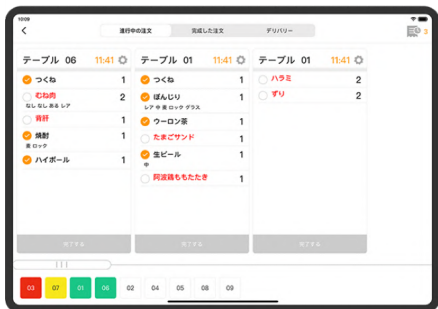 10:09
進行中の注文
完成した注文
デリバリー
3
テーブル 06 11:41
つくね 1
むね肉 2
なし なし ある レア
背肝 1
焼酎 1
麦 ロック
ハイボール 1
完了する
テーブル 01 11:41
つくね 1
ぼんじり 1
レア 中 麦 ロック グラス
ウーロン茶 1
たまごサンド 1
生ビール 1
中
阿波鶏ももたたき 1
完了する
テーブル 01 11:41
ハラミ 2
ずり 2
完了する
03 07 01 06 02 04 05 08 09